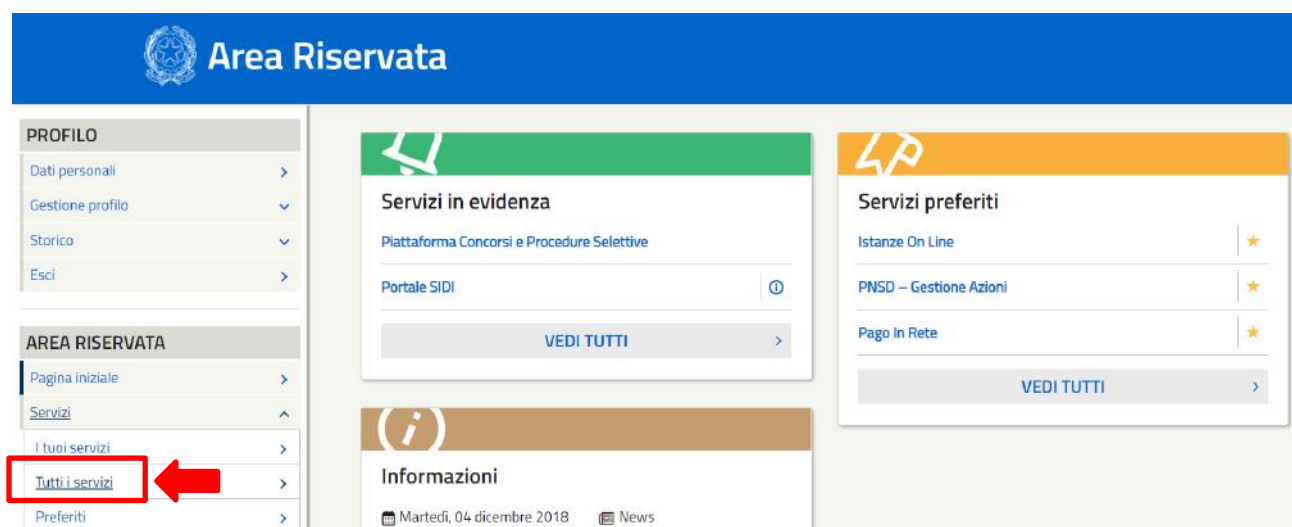 Area Riservata
PROFILO
Dati personali
Gestione profilo
Storico
Esci
AREA RISERVATA
Pagina iniziale
Servizi
I tuoi servizi
Tutti i servizi
Preferiti
Servizi in evidenza
Piattaforma Concorsi e Procedure Selettive
Portale SIDI
VEDI TUTTI
Informazioni
Martedì, 04 dicembre 2018 News
Servizi preferiti
Istanze On Line
PNSD – Gestione Azioni
Pago In Rete
VEDI TUTTI